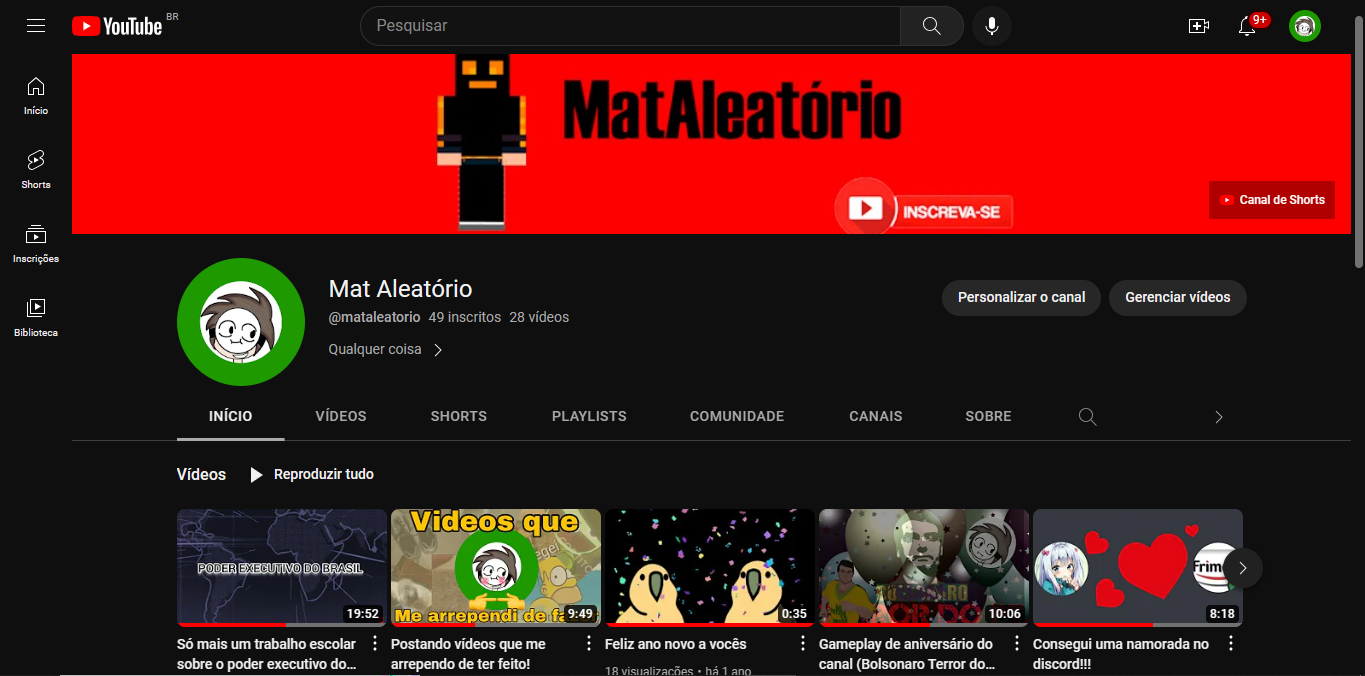 YouTube BR
Pesquisar
9+
Início
Shorts
Inscrições
Biblioteca
MatAleatório
INSCREVA-SE
Canal de Shorts
Mat Aleatório
@mataleatorio 49 inscritos 28 vídeos
Qualquer coisa
Personalizar o canal
Gerenciar vídeos
INÍCIO VÍDEOS SHORTS PLAYLISTS COMUNIDADE CANAIS SOBRE
Vídeos Reproduzir tudo
PODER EXECUTIVO DO BRASIL
19:52
Só mais um trabalho escolar
sobre o poder executivo do...
Videos que
Me arrependi de fa
9:49
Postando vídeos que me
arrependo de ter feito!
0:35
Feliz ano novo a vocês
18 visualizações • há 1 ano
10:06
Gameplay de aniversário do
canal (Bolsonaro Terror do...
8:18
Consegui uma namorada no
discord!!!